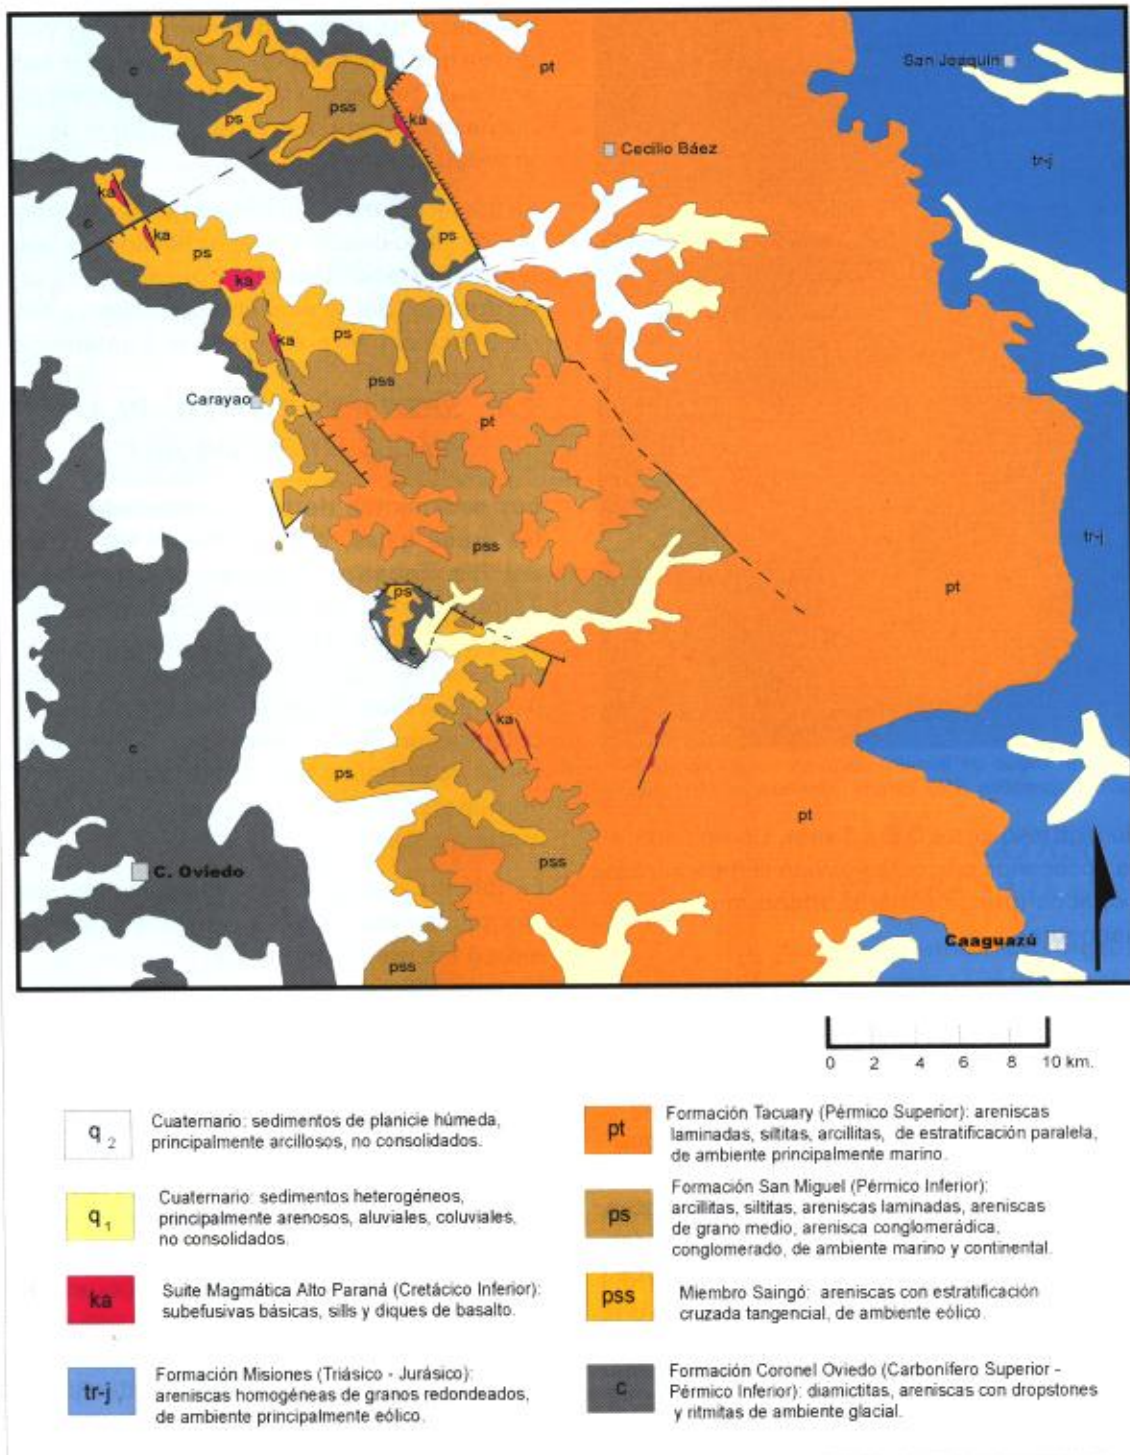 San Joaquin
c
pt
pss
ka
ps
Cecilio Báez
tr-j
ka
c
ka
ps
ps
ka
ka
ps
pss
Carayao
pt
tr-j
pss
pt
ps
c
ka
c
ps
pt
pss
C. Oviedo
Caaguazú
pss
0 2 4 6 8 10 km.
q 2
Cuaternario: sedimentos de planicie húmeda,
principalmente arcillosos, no consolidados.
q 1
Cuaternario: sedimentos heterogéneos,
principalmente arenosos, aluviales, coluviales,
no consolidados.
ka
Suite Magmática Alto Paraná (Cretácico Inferior):
subefusivas básicas, sills y diques de basalto.
tr-j
Formación Misiones (Triásico - Jurásico):
areniscas homogéneas de granos redondeados,
de ambiente principalmente eólico.
pt
Formación Tacuary (Pérmico Superior): areniscas
laminadas, siltitas, arcillitas, de estratificación paralela,
de ambiente principalmente marino.
ps
Formación San Miguel (Pérmico Inferior):
arcillitas, siltitas, areniscas laminadas, areniscas
de grano medio, arenisca conglomerádica,
conglomerado, de ambiente marino y continental.
pss
Miembro Saingó: areniscas con estratificación
cruzada tangencial, de ambiente eólico.
c
Formación Coronel Oviedo (Carbonífero Superior -
Pérmico Inferior): diamictitas, areniscas con dropstones
y ritmitas de ambiente glacial.